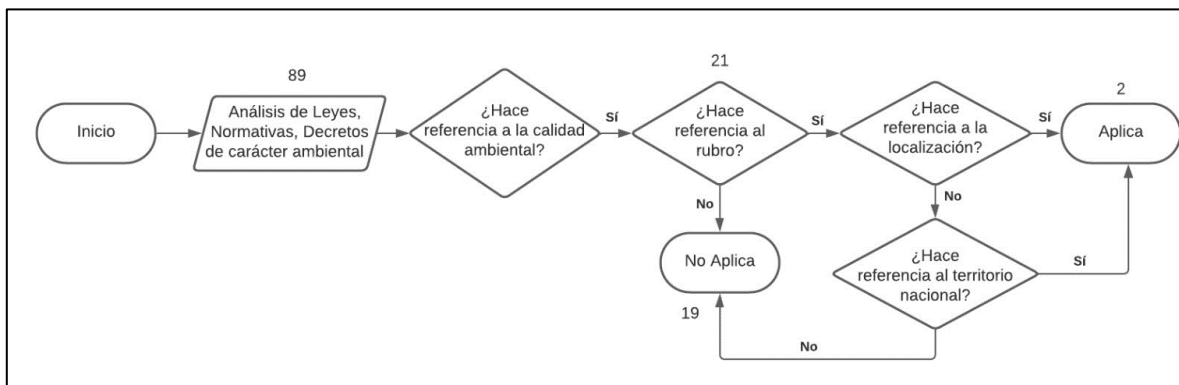 89
21
2
Inicio
Análisis de Leyes,
Normativas, Decretos
de carácter ambiental
¿Hace
referencia a la calidad
ambiental?
Sí
¿Hace
referencia al
rubro?
Sí
¿Hace
referencia a la
localización?
Sí
Aplica
No
No
No Aplica
19
¿Hace
referencia al territorio
nacional?
Sí
No